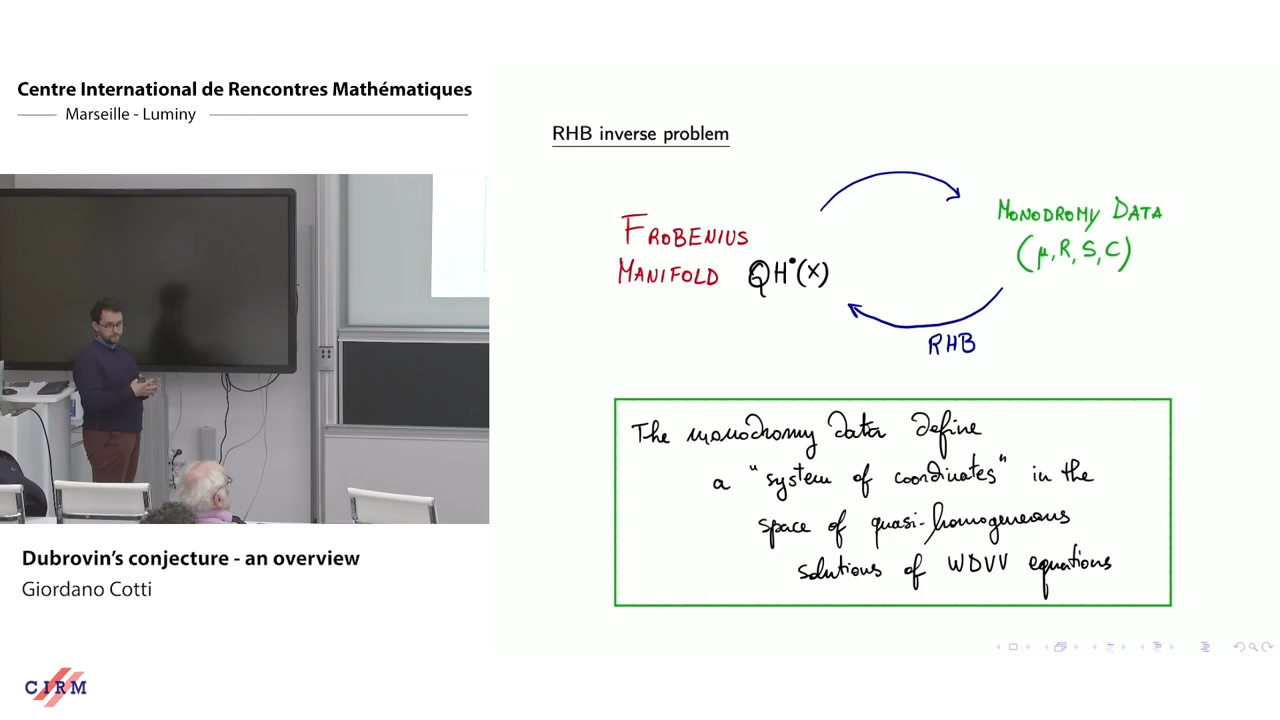 Centre International de Rencontres Mathématiques
Marseille - Luminy
RHB inverse problem
FROBENIUS
MANIFOLD QH•(X)
MONODROMY DATA
(μ, R, S, C)
RHB
The monodromy data define
a "system of coordinates" in the
space of quasi-homogeneous
solutions of WDVV equations
Dubrovin's conjecture - an overview
Giordano Cotti
CIRM